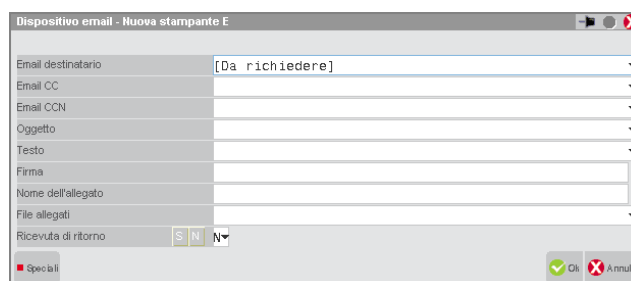 Dispositivo email - Nuova stampante E
Email destinatario [Da richiedere]
Email CC
Email CCN
Oggetto
Testo
Firma
Nome dell'allegato
File allegati
Ricevuta di ritorno S N N
Speciali Ok Annul